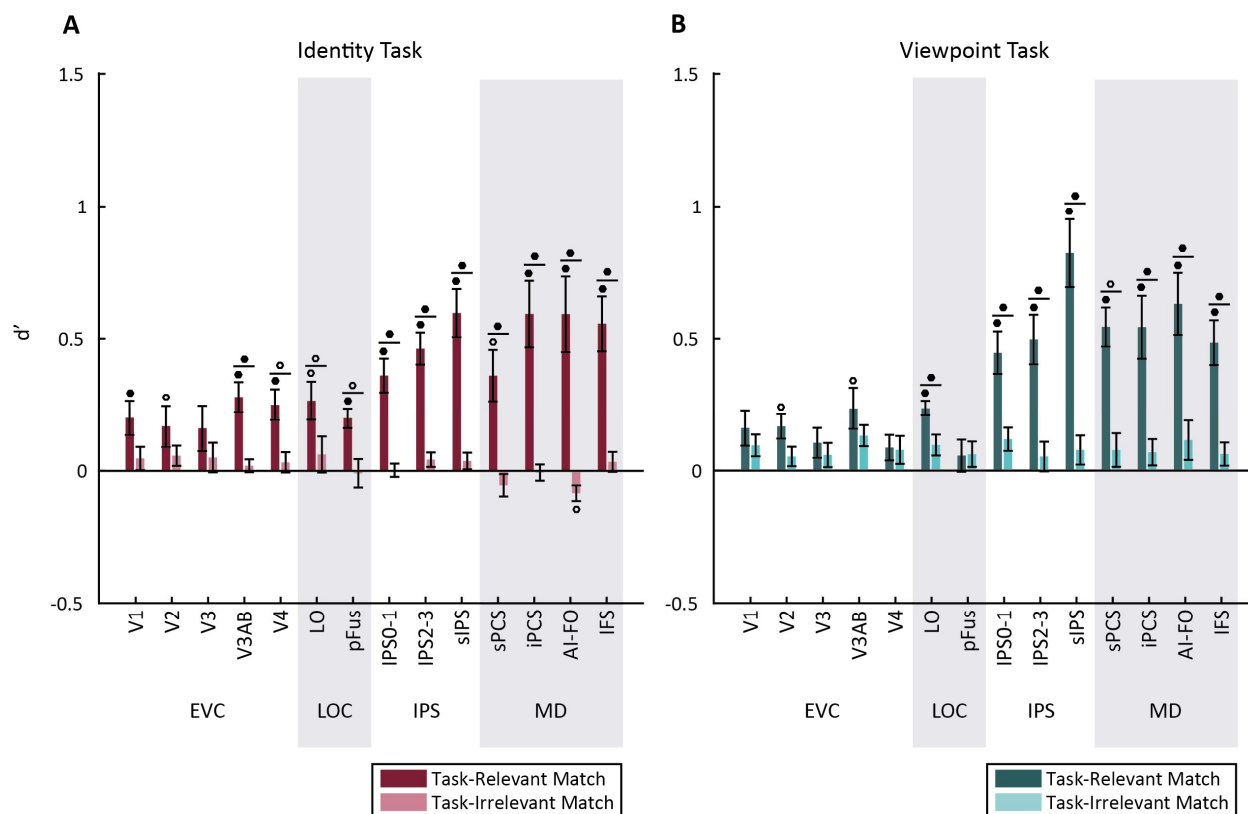 A
Identity Task
1.5
1
0.5
0
-0.5
d'
V1
V2
V3
V3AB
V4
LO
pFus
IPS0-1
IPS2-3
sIPS
sPCS
iPCS
AI-FO
IFS
EVC
LOC
IPS
MD
Task-Relevant Match
Task-Irrelevant Match
B
Viewpoint Task
1.5
1
0.5
0
-0.5
V1
V2
V3
V3AB
V4
LO
pFus
IPS0-1
IPS2-3
sIPS
sPCS
iPCS
AI-FO
IFS
EVC
LOC
IPS
MD
Task-Relevant Match
Task-Irrelevant Match